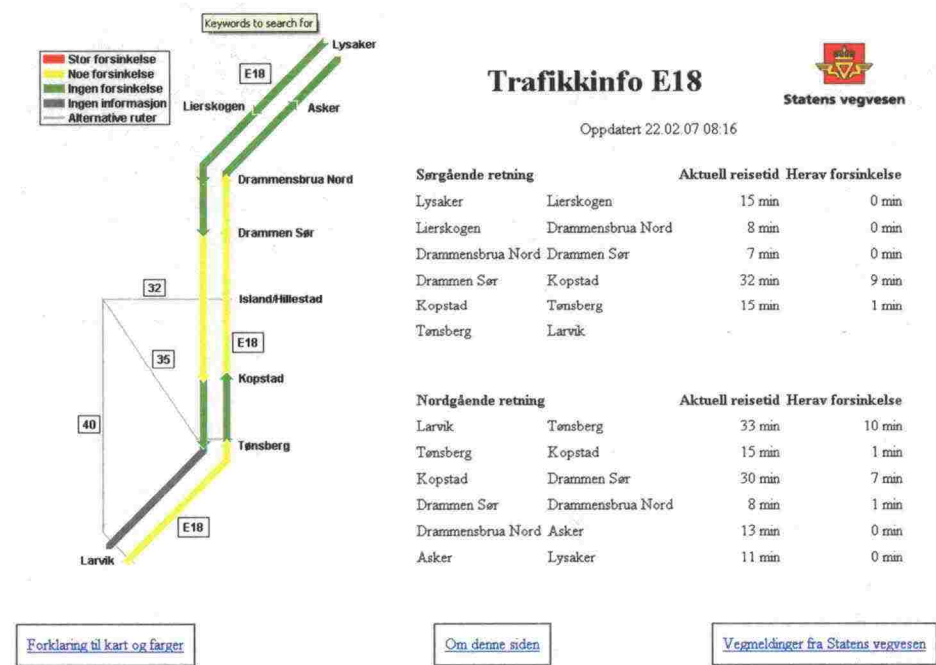 Keywords to search for
Lysaker
Stor forsinkelse
Noe forsinkelse
Ingen forsinkelse
Ingen informasjon
Alternative ruter
E18
Lierskogen
Asker
Drammensbrua Nord
Drammen Sør
32
Island/Hillestad
E18
35
Kopstad
40
Tønsberg
E18
Larvik
Trafikkinfo E18
Statens vegvesen
Oppdatert 22.02.07 08:16
Sørgående retning Aktuell reisetid Herav forsinkelse
Lysaker Lierskogen 15 min 0 min
Lierskogen Drammensbrua Nord 8 min 0 min
Drammensbrua Nord Drammen Sør 7 min 0 min
Drammen Sør Kopstad 32 min 9 min
Kopstad Tønsberg 15 min 1 min
Tønsberg Larvik - -
Nordgående retning Aktuell reisetid Herav forsinkelse
Larvik Tønsberg 33 min 10 min
Tønsberg Kopstad 15 min 1 min
Kopstad Drammen Sør 30 min 7 min
Drammen Sør Drammensbrua Nord 8 min 1 min
Drammensbrua Nord Asker 13 min 0 min
Asker Lysaker 11 min 0 min
Forklaring til kart og farger
Om denne siden
Vegmeldinger fra Statens vegvesen